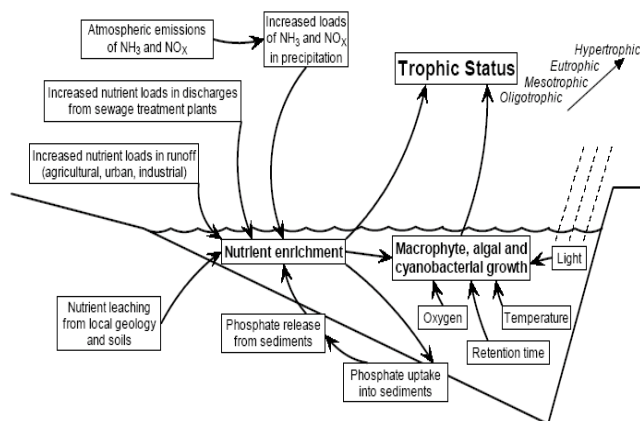 Atmospheric emissions
of NH₃ and NOₓ
Increased loads
of NH₃ and NOₓ
in precipitation
Trophic Status
Hypertrophic
Eutrophic
Mesotrophic
Oligotrophic
Increased nutrient loads in discharges
from sewage treatment plants
Increased nutrient loads in runoff
(agricultural, urban, industrial)
Nutrient enrichment
Macrophyte, algal and
cyanobacterial growth
Light
Nutrient leaching
from local geology
and soils
Phosphate release
from sediments
Oxygen
Temperature
Retention time
Phosphate uptake
into sediments